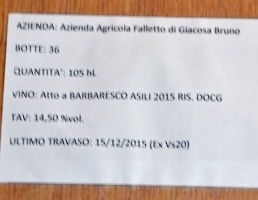 AZIENDA: Azienda Agricola Falletto di Giacosa Bruno
BOTTE: 36
QUANTITA': 105 hl.
VINO: Atto a BARBARESCO ASILI 2015 RIS. DOCG
TAV: 14,50 %vol.
ULTIMO TRAVASO: 15/12/2015 (Ex Vs20)